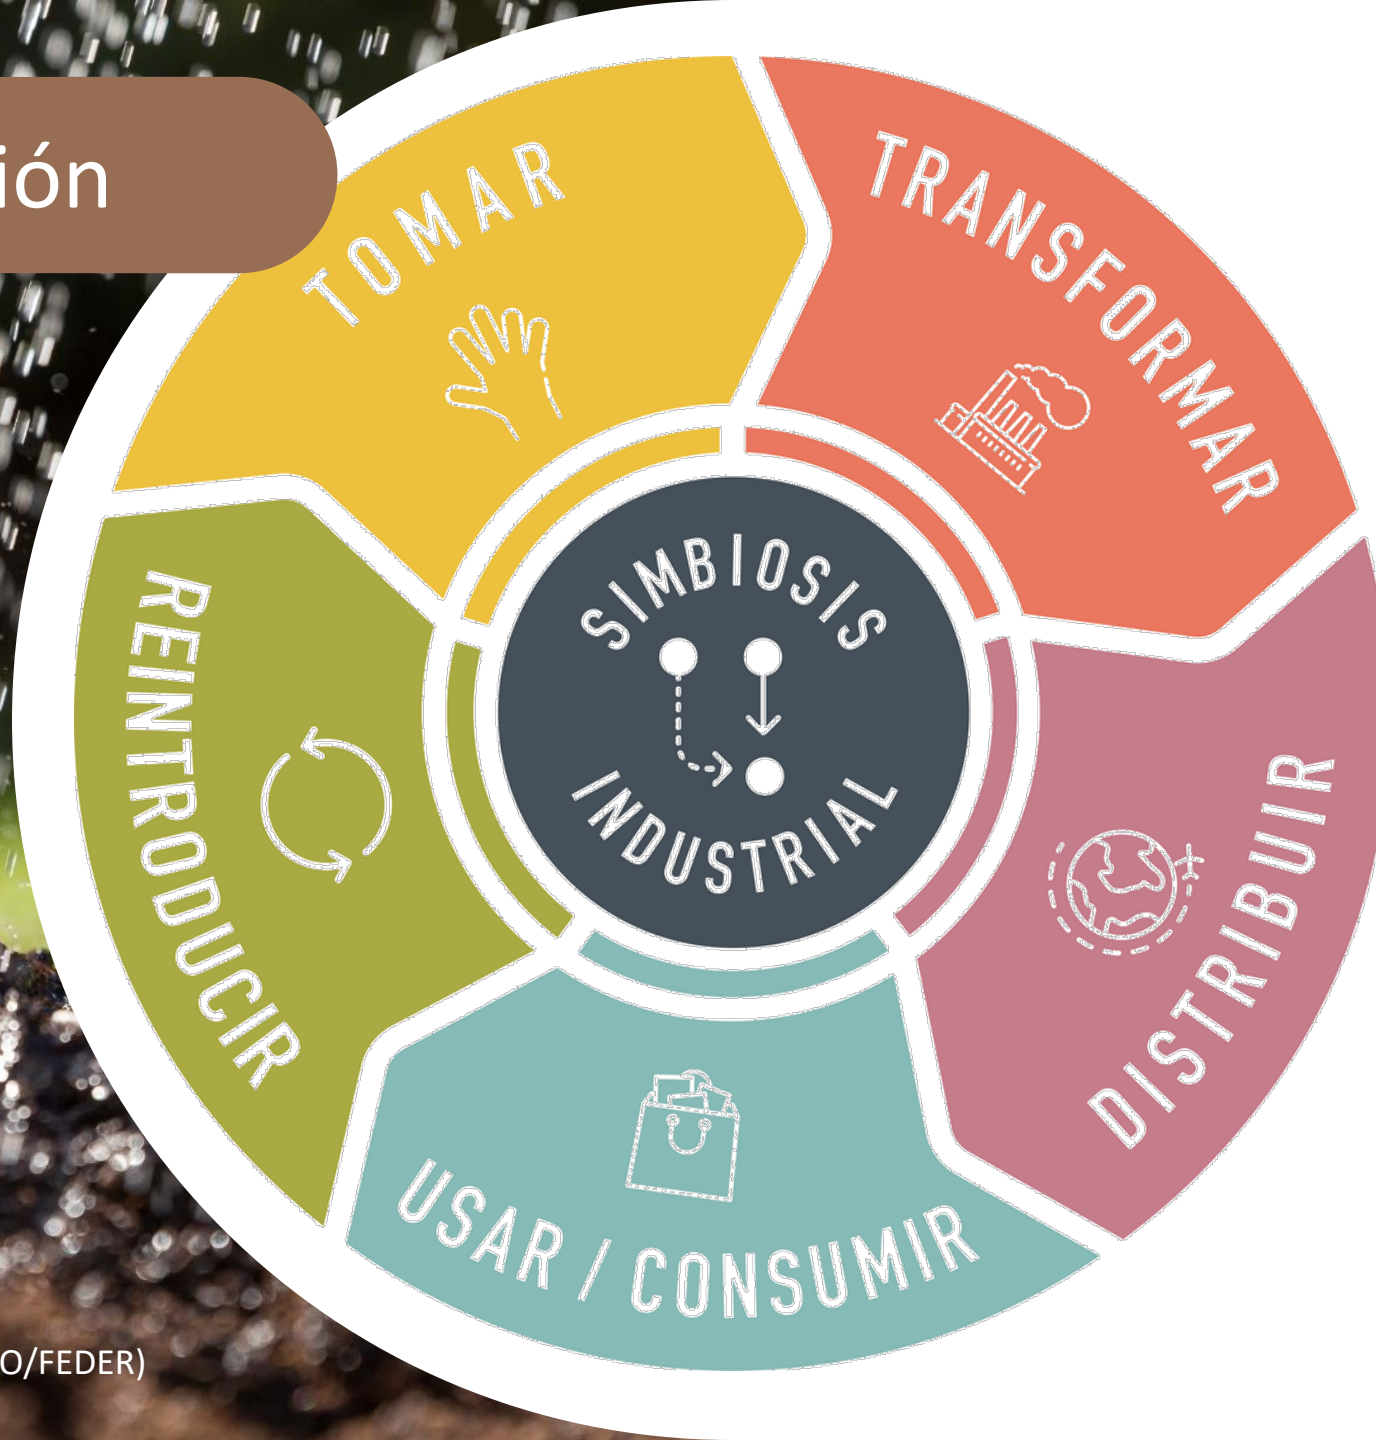 ión
TOMAR
TRANSFORMAR
DISTRIBUIR
USAR / CONSUMIR
REINTRODUCIR
SIMBIOSIS
INDUSTRIAL
O/FEDER)